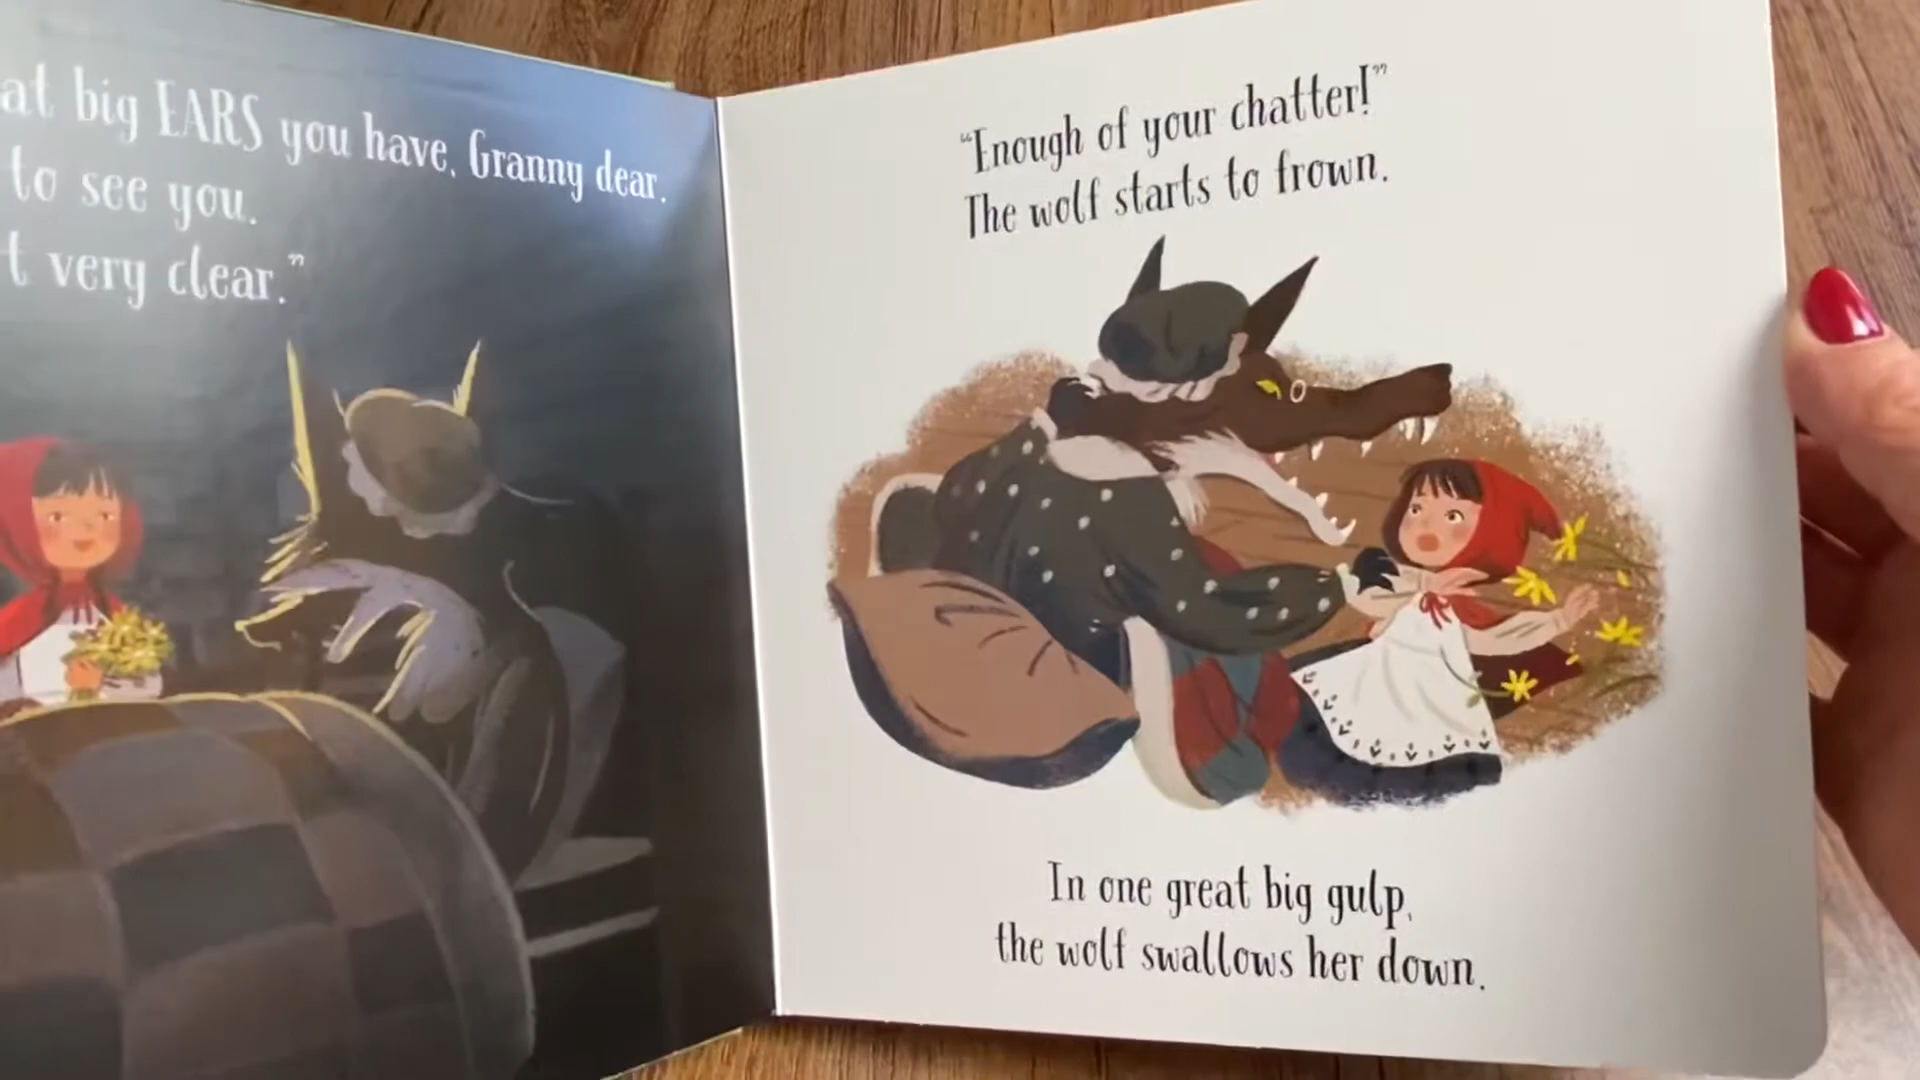 at big EARS you have, Granny dear.
to see you.
t very clear.”
“Enough of your chatter!”
The wolf starts to frown.
In one great big gulp,
the wolf swallows her down.